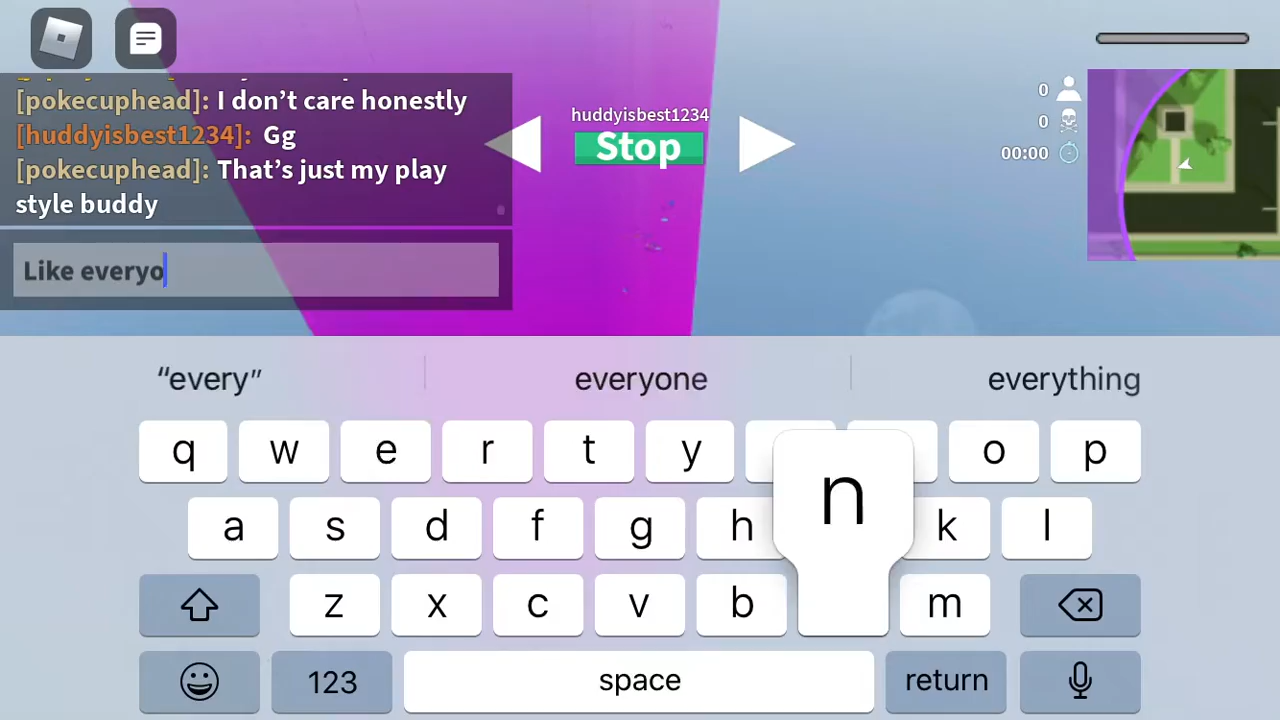 [pokecuphead]: I don’t care honestly
[huddyisbest1234]: Gg
[pokecuphead]: That’s just my play
style buddy
Like everyo
huddyisbest1234
Stop
0
0
00:00
“every” everyone everything
q w e r t y o p
a s d f g h k l
n
z x c v b m
123 space return